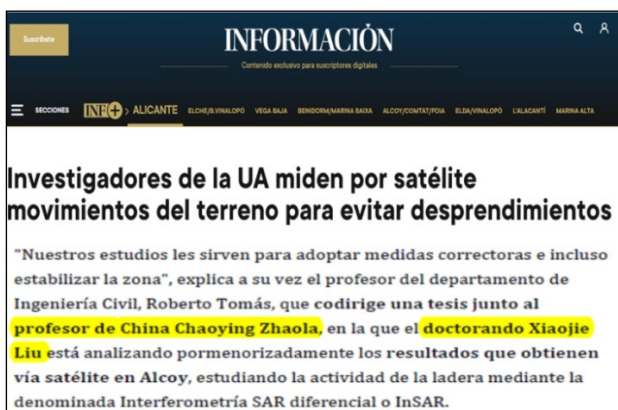 Suscríbete
INFORMACIÓN
Contenido exclusivo para suscriptores digitales
SECCIONES INF+ > ALICANTE ELCHE/B.VINALOPÓ VEGA BAJA BENIDORM/MARINA BAIXA ALCOY/COMTAT/FOIA ELDA/VINALOPÓ L'ALACANTÍ MARINA ALTA
Investigadores de la UA miden por satélite
movimientos del terreno para evitar desprendimientos
"Nuestros estudios les sirven para adoptar medidas correctoras e incluso
estabilizar la zona", explica a su vez el profesor del departamento de
Ingeniería Civil, Roberto Tomás, que codirige una tesis junto al
profesor de China Chaoying Zhaola, en la que el doctorando Xiaojie
Liu está analizando pormenorizadamente los resultados que obtienen
vía satélite en Alcoy, estudiando la actividad de la ladera mediante la
denominada Interferometría SAR diferencial o InSAR.